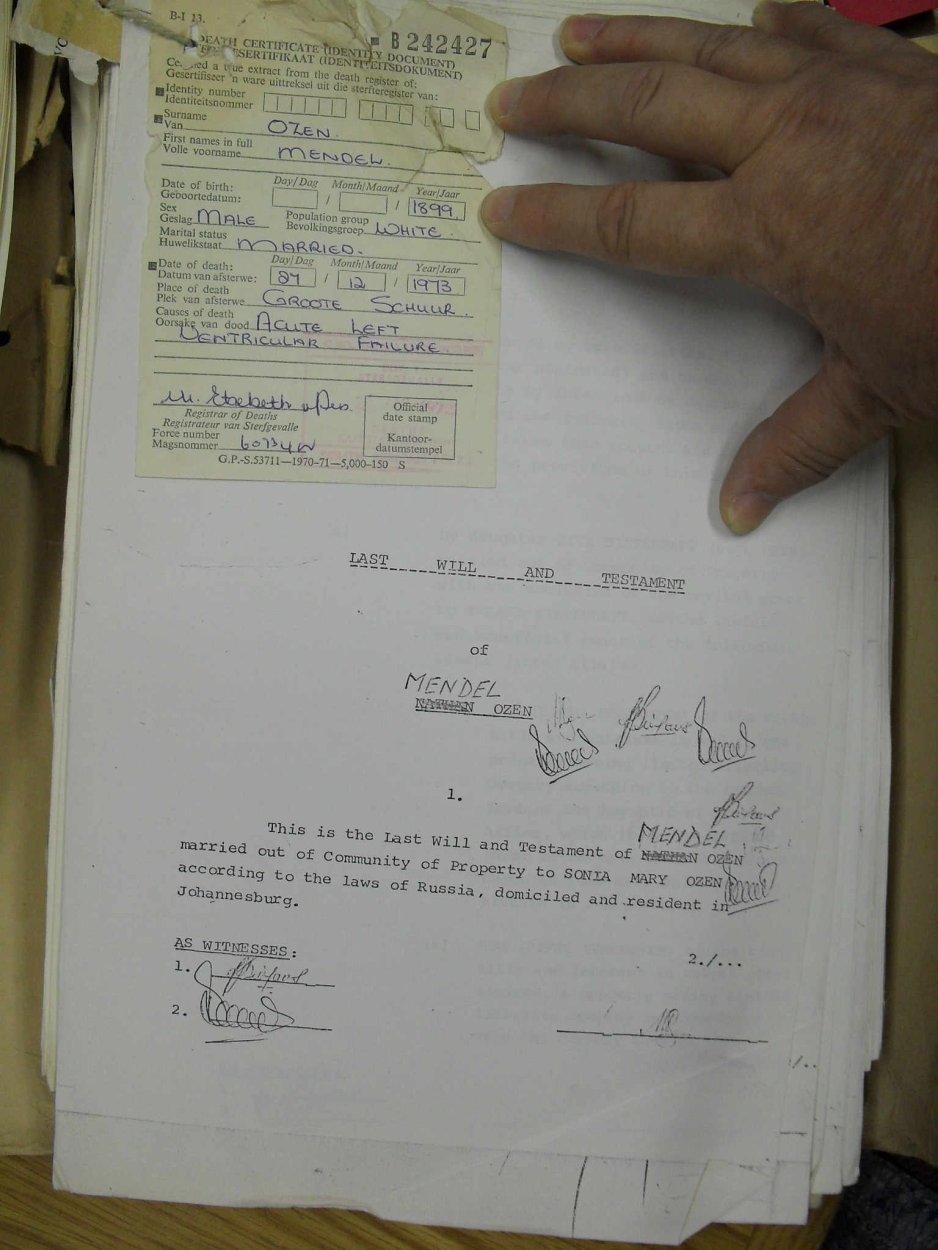 B-I 13.
B 242427
DEATH CERTIFICATE (IDENTITY DOCUMENT)
(IDENTITEITSDOKUMENT)
a true extract from the death register of:
Gesertifiseer 'n ware uittreksel uit die sterfteregister van:
Identity number
Identiteitsnommer
Surname
Van OZEN.
First names in full
Volle voorname MENDEL.
Date of birth: Day/Dag Month/Maand Year/Jaar
Geboortedatum: / / 1899
Sex Population group
Geslag MALE Bevolkingsgroep WHITE.
Marital status
Huwelikstaat MARRIED.
Date of death: Day/Dag Month/Maand Year/Jaar
Datum van afsterwe: / 12 / 1973
Place of death
Plek van afsterwe GROOTE SCHUUR.
Causes of death
Oorsake van dood ACUTE LEFT
VENTRICULAR FAILURE.
Registrar of Deaths
Registrateur van Sterfgevalle
Force number
Magsnommer
Official
date stamp
Kantoor-
datumstempel
G.P.-S.53711—1970-71—5,000-150 S
LAST WILL AND TESTAMENT
of
MENDEL
NATHAN OZEN
1.
MENDEL
This is the Last Will and Testament of NATHAN OZEN
married out of Community of Property to SONIA MARY OZEN
according to the laws of Russia, domiciled and resident in
Johannesburg.
AS WITNESSES:
1.
2.
2./...
/..